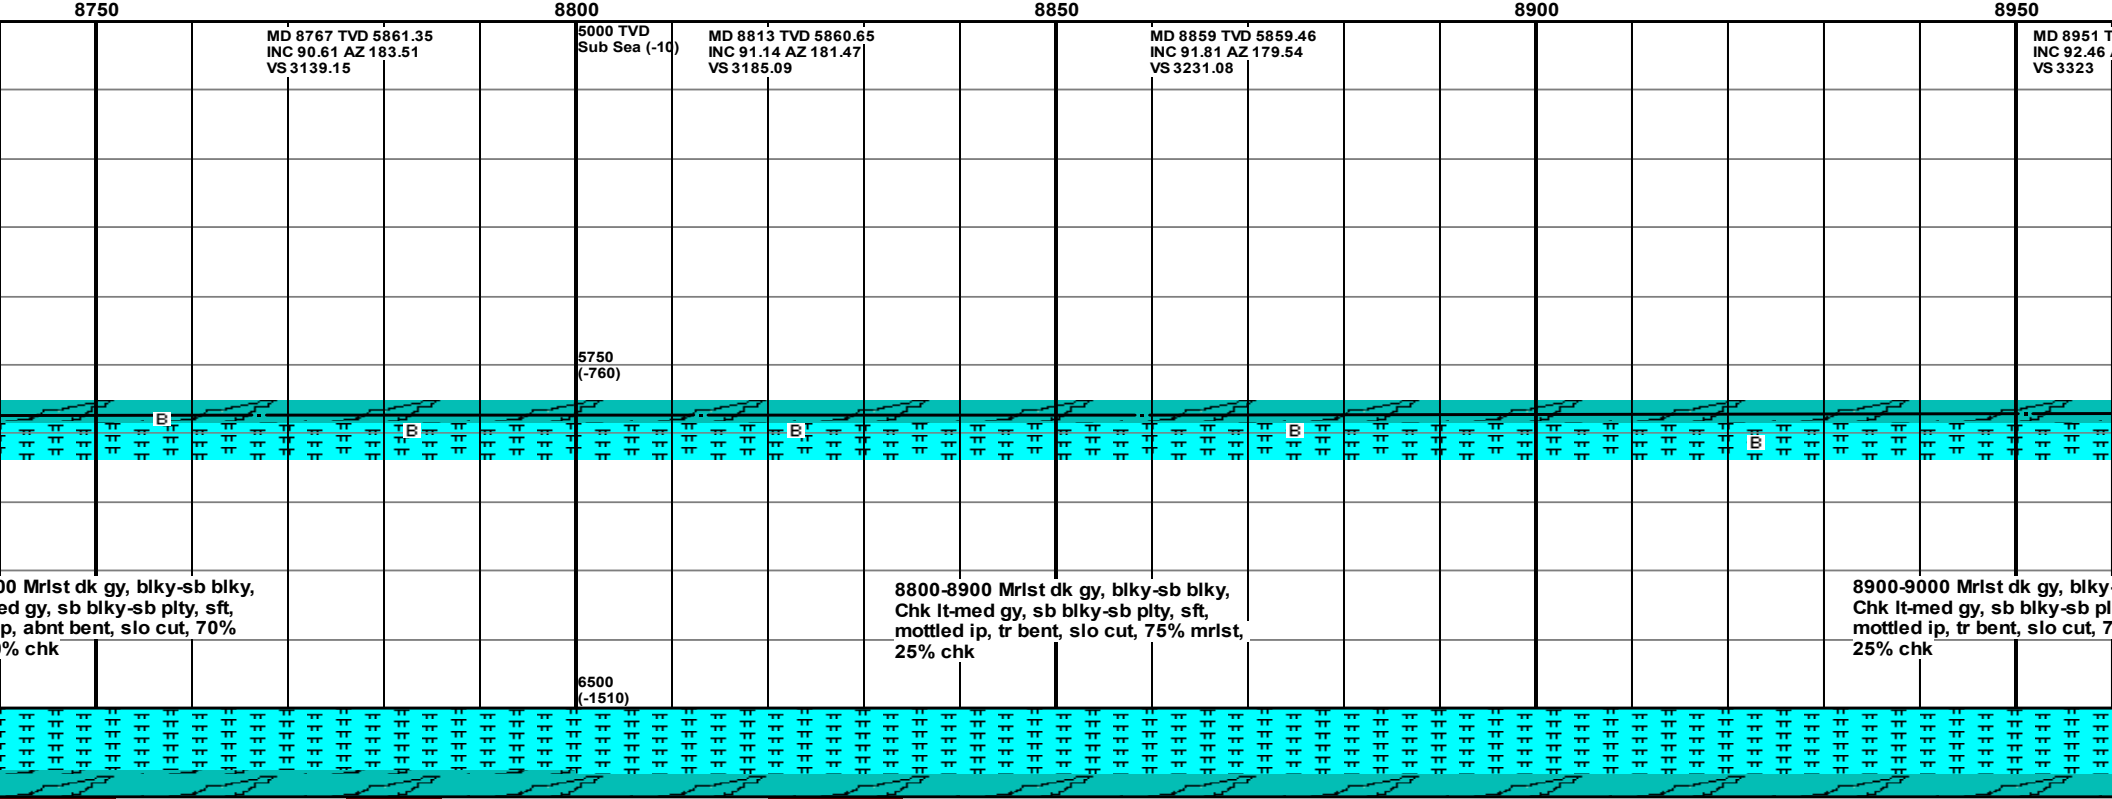 8750 8800 8850 8900 8950
MD 8767 TVD 5861.35
INC 90.61 AZ 183.51
VS 3139.15
5000 TVD
Sub Sea (-10)
MD 8813 TVD 5860.65
INC 91.14 AZ 181.47
VS 3185.09
MD 8859 TVD 5859.46
INC 91.81 AZ 179.54
VS 3231.08
MD 8951 T
INC 92.46
VS 3323
5750
(-760)
B B B B B
00 Mrlst dk gy, blky-sb blky,
ed gy, sb blky-sb plty, sft,
p, abnt bent, slo cut, 70%
% chk
8800-8900 Mrlst dk gy, blky-sb blky,
Chk lt-med gy, sb blky-sb plty, sft,
mottled ip, tr bent, slo cut, 75% mrlst,
25% chk
8900-9000 Mrlst dk gy, blky-
Chk lt-med gy, sb blky-sb pl
mottled ip, tr bent, slo cut, 7
25% chk
6500
(-1510)